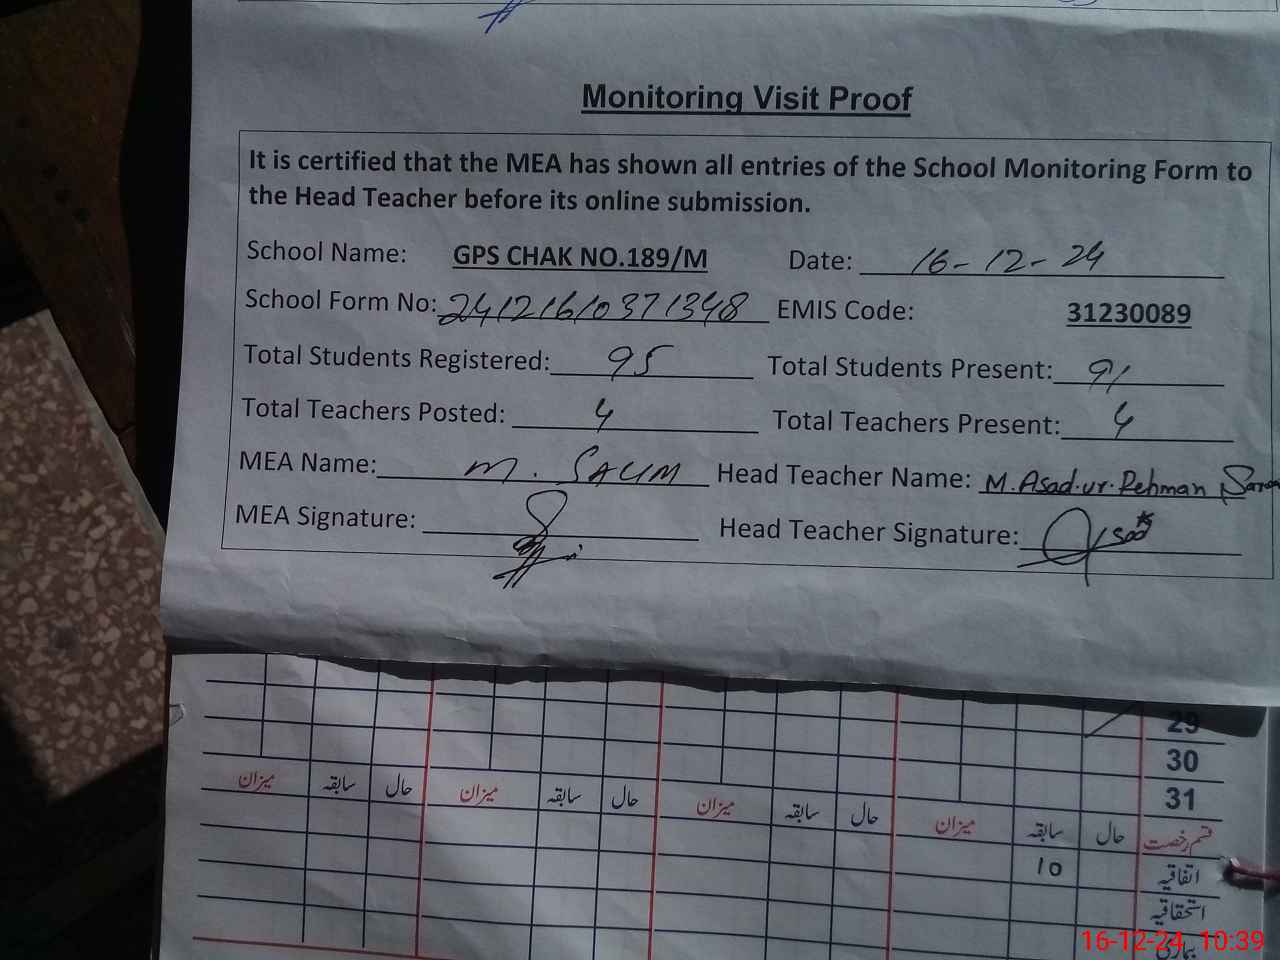 Monitoring Visit Proof
It is certified that the MEA has shown all entries of the School Monitoring Form to
the Head Teacher before its online submission.
School Name: GPS CHAK NO.189/M Date: 16-12-24
School Form No: 24121610371348 EMIS Code: 31230089
Total Students Registered: 95 Total Students Present: 91
Total Teachers Posted: 4 Total Teachers Present: 4
MEA Name: M. SALIM Head Teacher Name: M.Asad.ur.Rehman
MEA Signature: Head Teacher Signature: Asad
29
30
31
قسم رخصت حال سابقہ میزان حال سابقہ میزان حال سابقہ میزان حال سابقہ میزان
اتفاقیہ 10
استحقاقیہ
بیماری
16-12-24 10:39